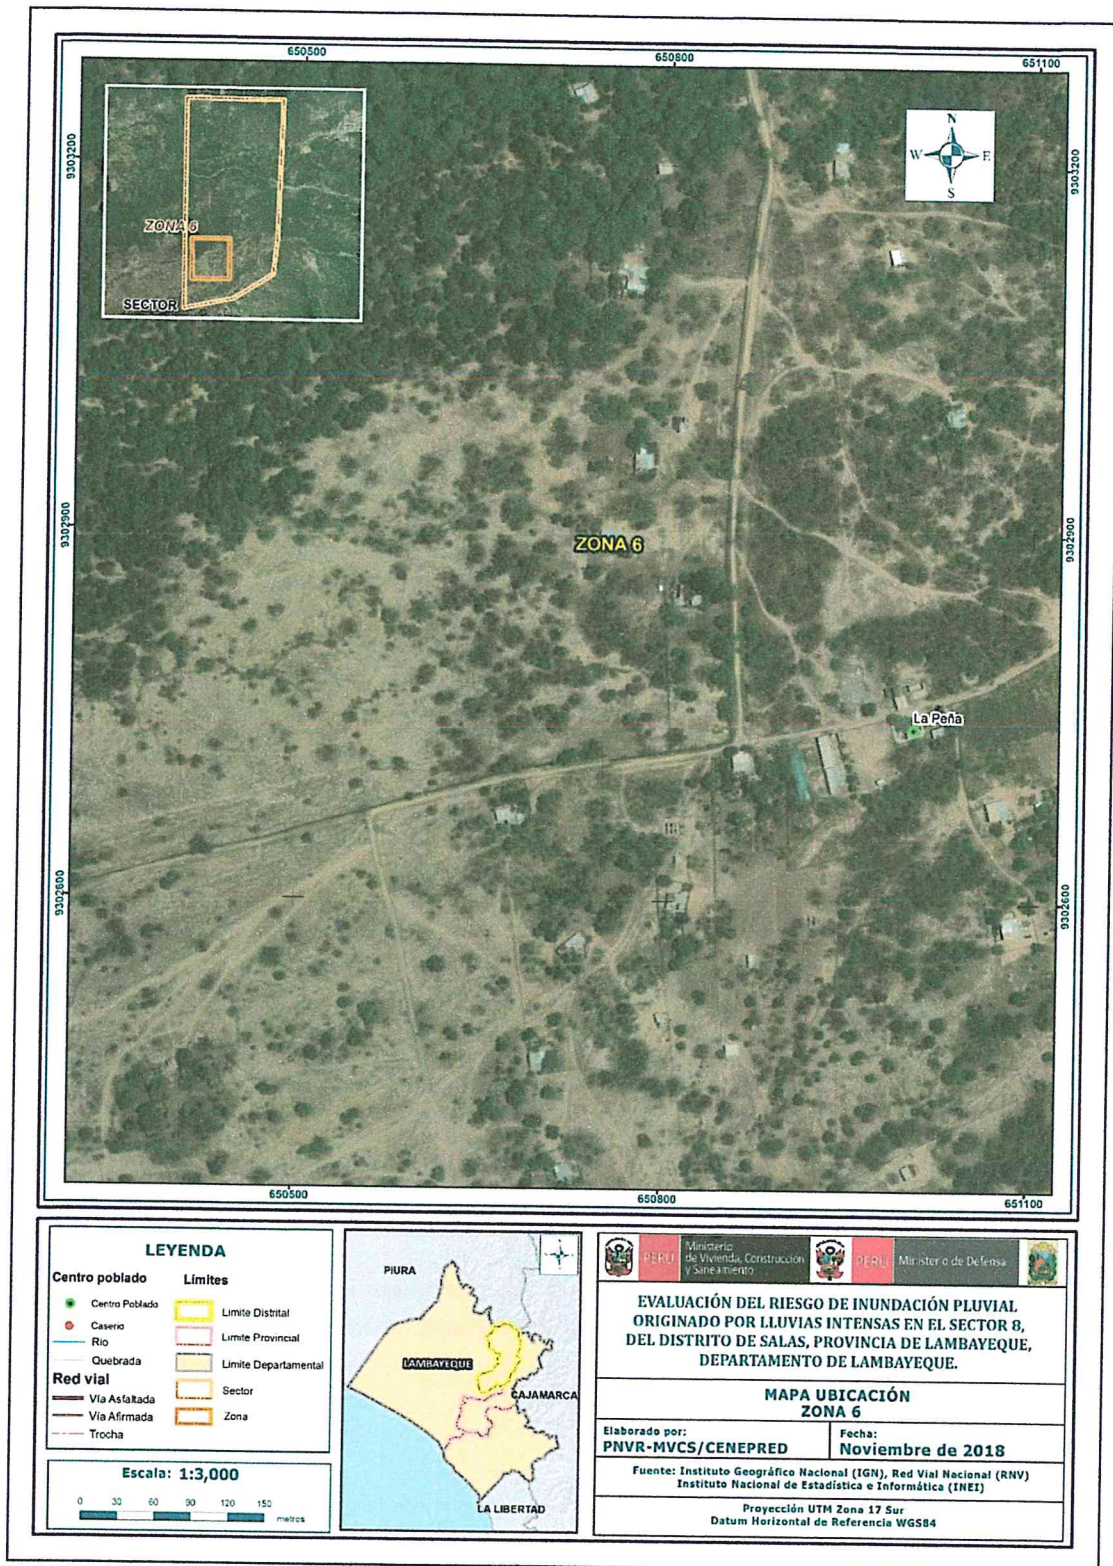 650500
650800
651100
9303200
9303200
N
W
E
S
ZONA 6
SECTOR
9302900
ZONA 6
9302900
La Peña
9302600
9302600
650500
650800
651100
LEYENDA
Centro poblado
Centro Poblado
Caserio
Rio
Quebrada
Red vial
Vía Asfaltada
Vía Afirmada
Trocha
Límites
Limite Distrital
Limite Provincial
Limite Departamental
Sector
Zona
Escala: 1:3,000
0 30 60 90 120 150
metros
PIURA
LAMBAYEQUE
CAJAMARCA
LA LIBERTAD
PERÚ
Ministerio
de Vivienda, Construcción
y Saneamiento
PERÚ
Ministerio de Defensa
EVALUACIÓN DEL RIESGO DE INUNDACIÓN PLUVIAL
ORIGINADO POR LLUVIAS INTENSAS EN EL SECTOR 8,
DEL DISTRITO DE SALAS, PROVINCIA DE LAMBAYEQUE,
DEPARTAMENTO DE LAMBAYEQUE.
MAPA UBICACIÓN
ZONA 6
Elaborado por:
PNVR-MVCS/CENEPRED
Fecha:
Noviembre de 2018
Fuente: Instituto Geográfico Nacional (IGN), Red Vial Nacional (RNV)
Instituto Nacional de Estadística e Informática (INEI)
Proyección UTM Zona 17 Sur
Datum Horizontal de Referencia WGS84